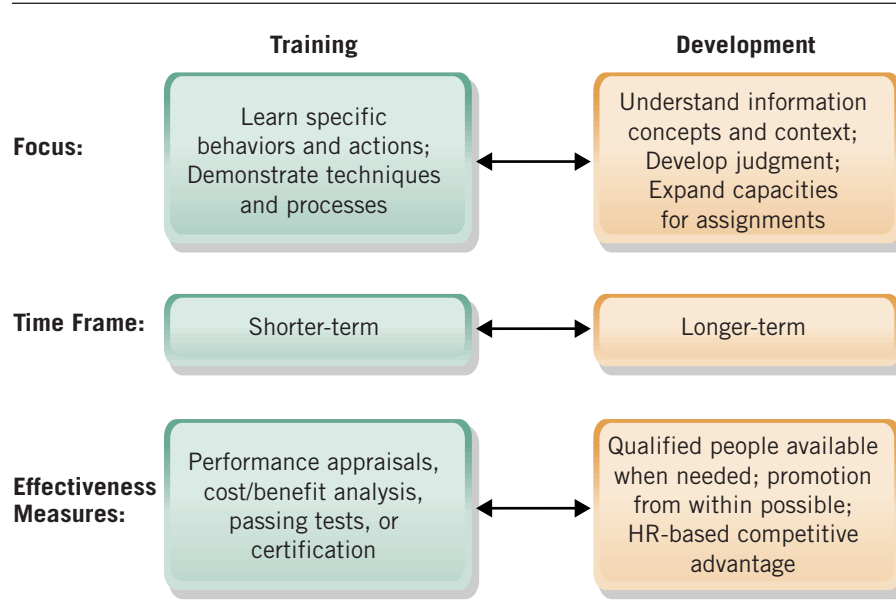 Training
Development
Focus:
Learn specific
behaviors and actions;
Demonstrate techniques
and processes
Understand information
concepts and context;
Develop judgment;
Expand capacities
for assignments
Time Frame:
Shorter-term
Longer-term
Effectiveness
Measures:
Performance appraisals,
cost/benefit analysis,
passing tests, or
certification
Qualified people available
when needed; promotion
from within possible;
HR-based competitive
advantage